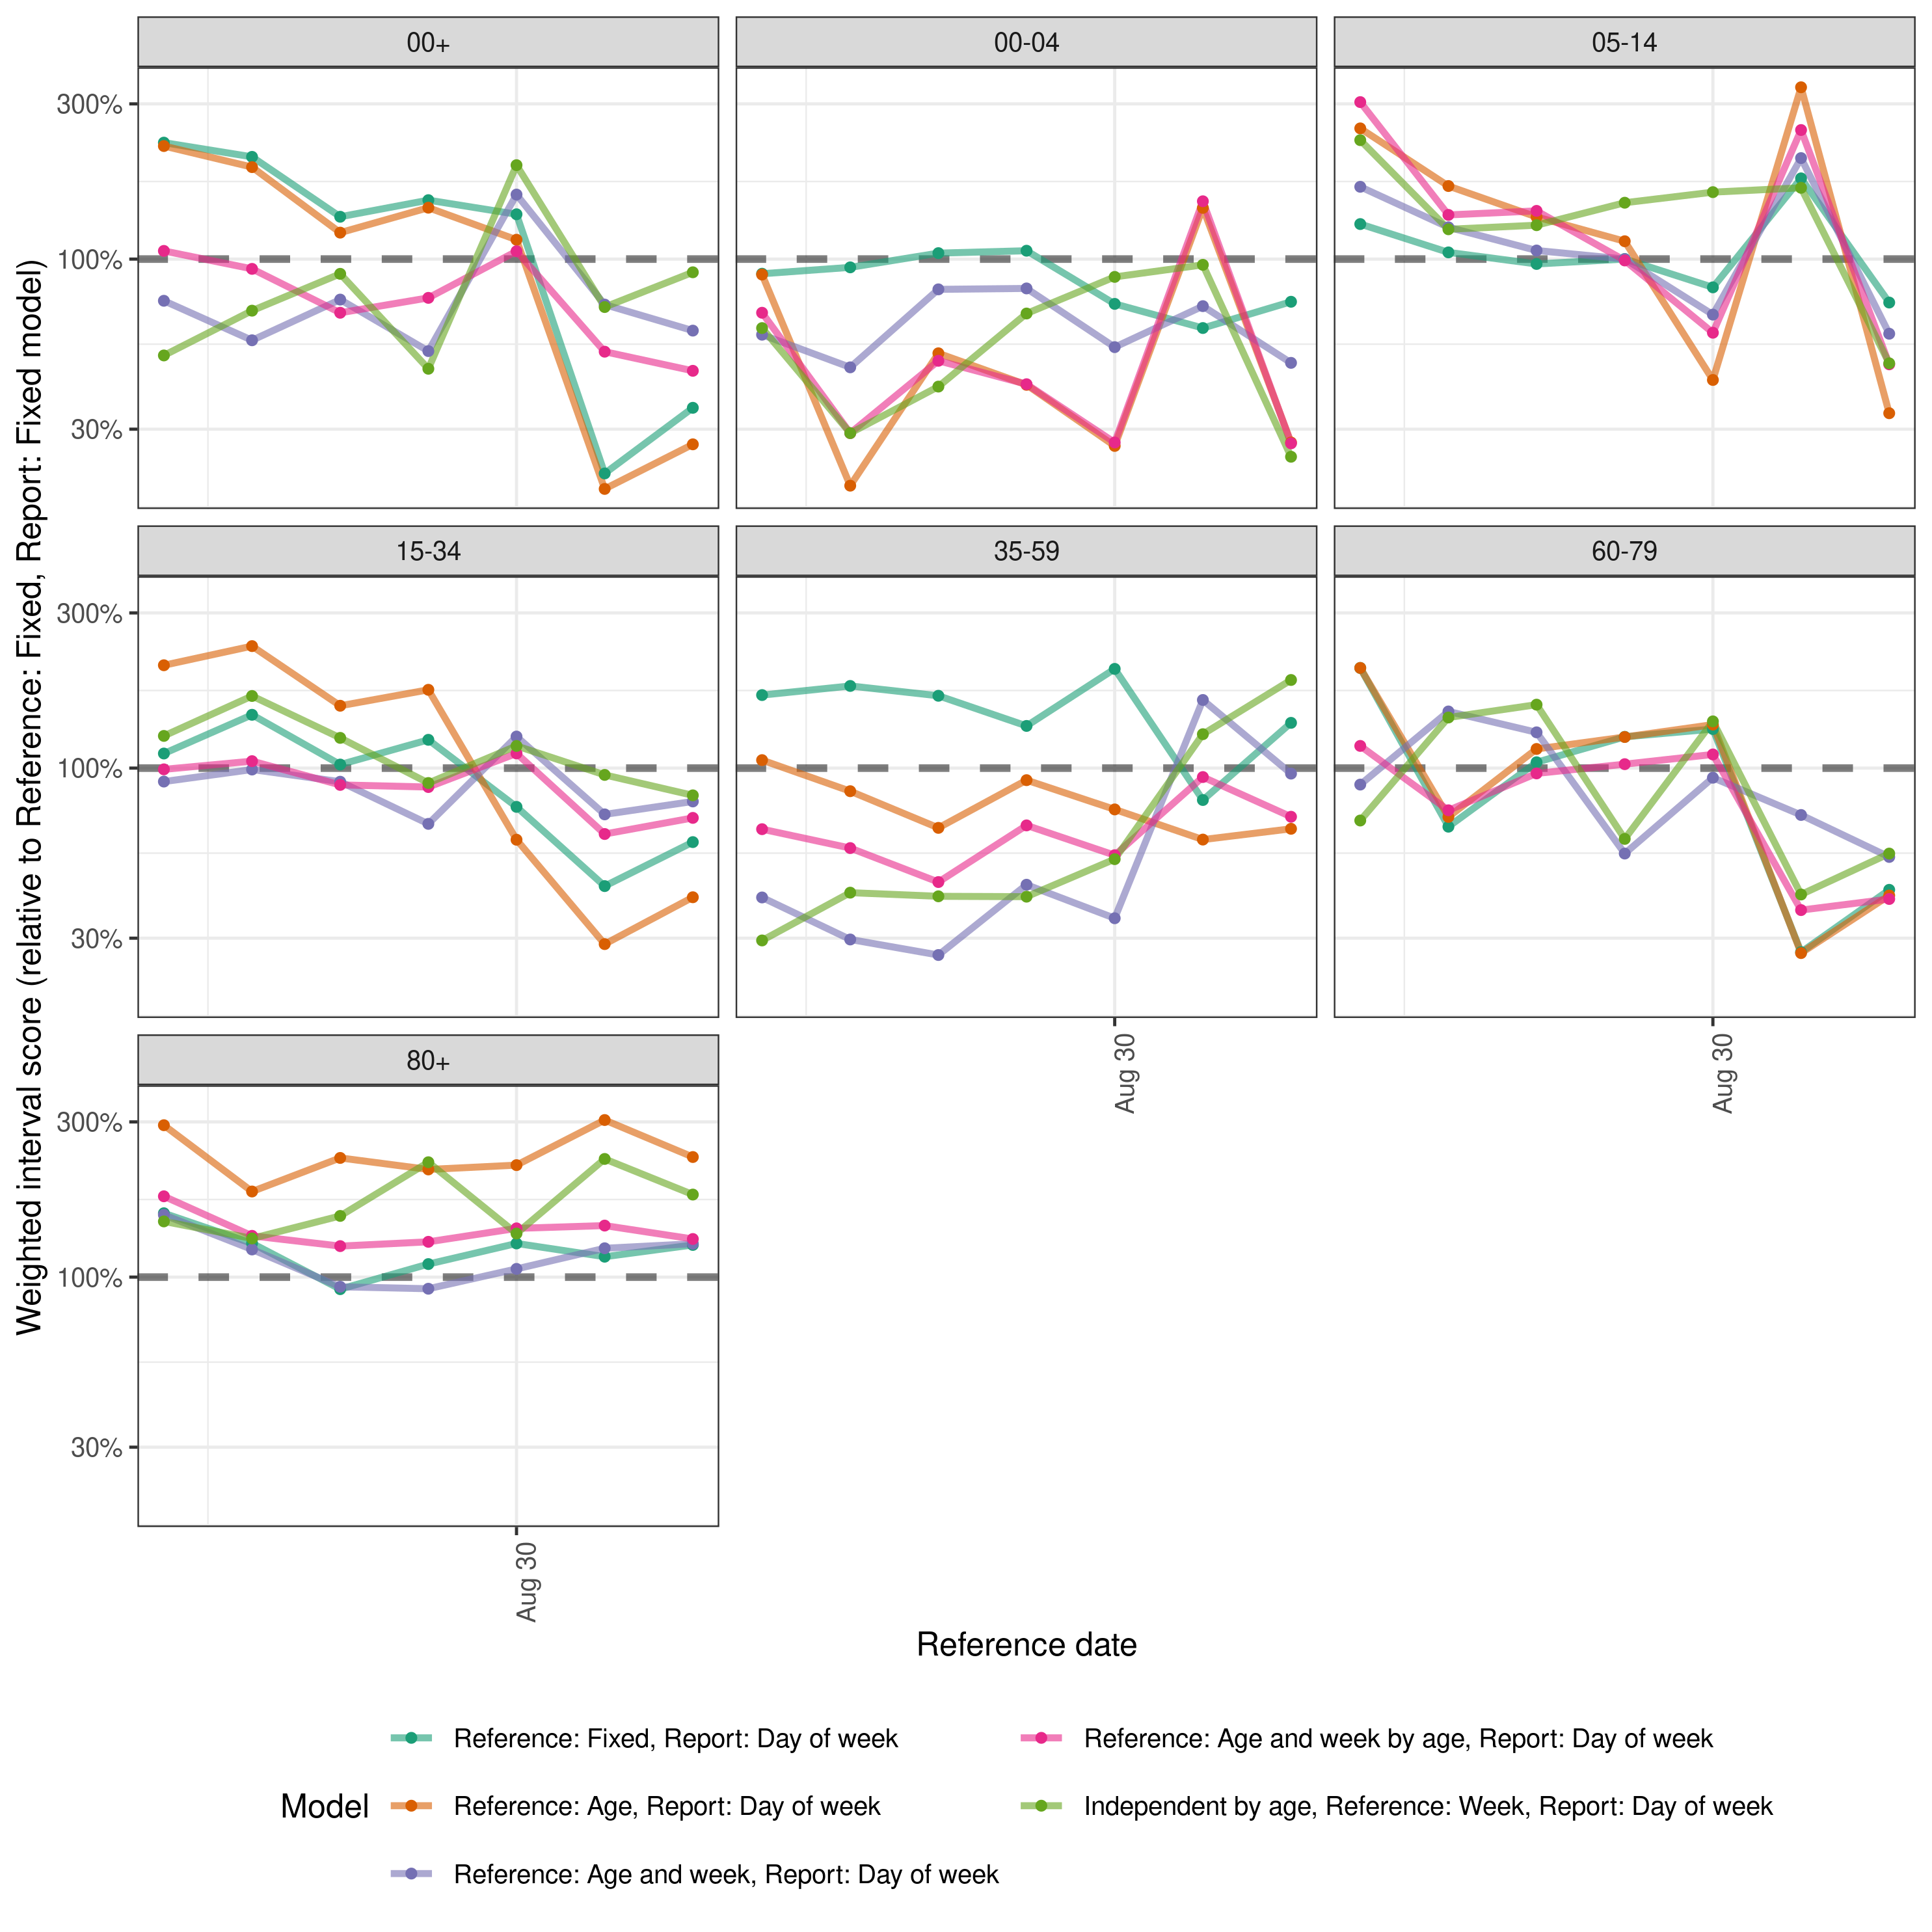 00+
00-04
05-14
300%
100%
30%
15-34
35-59
60-79
300%
100%
30%
Aug 30
Aug 30
80+
300%
100%
30%
Aug 30
Weighted interval score (relative to Reference: Fixed, Report: Fixed model)
Reference date
Model
Reference: Fixed, Report: Day of week
Reference: Age, Report: Day of week
Reference: Age and week, Report: Day of week
Reference: Age and week by age, Report: Day of week
Independent by age, Reference: Week, Report: Day of week